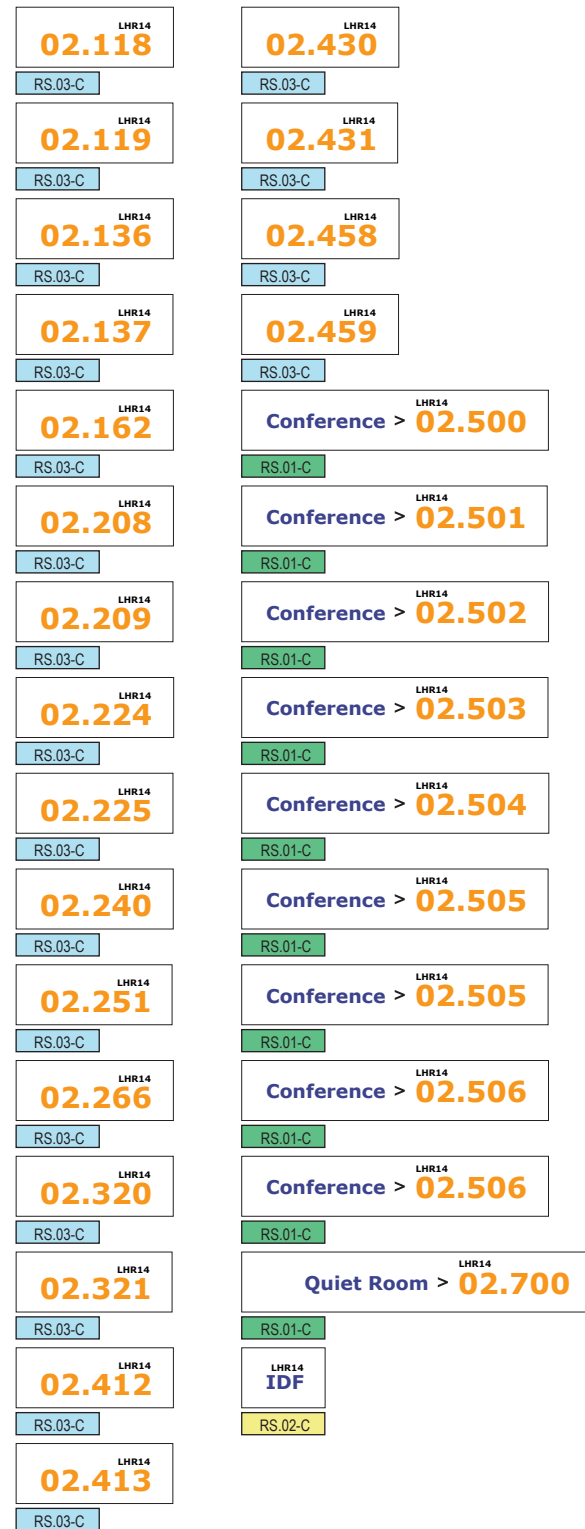 LHR14
02.118
RS.03-C
LHR14
02.119
RS.03-C
LHR14
02.136
RS.03-C
LHR14
02.137
RS.03-C
LHR14
02.162
RS.03-C
LHR14
02.208
RS.03-C
LHR14
02.209
RS.03-C
LHR14
02.224
RS.03-C
LHR14
02.225
RS.03-C
LHR14
02.240
RS.03-C
LHR14
02.251
RS.03-C
LHR14
02.266
RS.03-C
LHR14
02.320
RS.03-C
LHR14
02.321
RS.03-C
LHR14
02.412
RS.03-C
LHR14
02.413
RS.03-C
LHR14
02.430
RS.03-C
LHR14
02.431
RS.03-C
LHR14
02.458
RS.03-C
LHR14
02.459
RS.03-C
LHR14
Conference > 02.500
RS.01-C
LHR14
Conference > 02.501
RS.01-C
LHR14
Conference > 02.502
RS.01-C
LHR14
Conference > 02.503
RS.01-C
LHR14
Conference > 02.504
RS.01-C
LHR14
Conference > 02.505
RS.01-C
LHR14
Conference > 02.505
RS.01-C
LHR14
Conference > 02.506
RS.01-C
LHR14
Conference > 02.506
RS.01-C
LHR14
Quiet Room > 02.700
RS.01-C
LHR14
IDF
RS.02-C